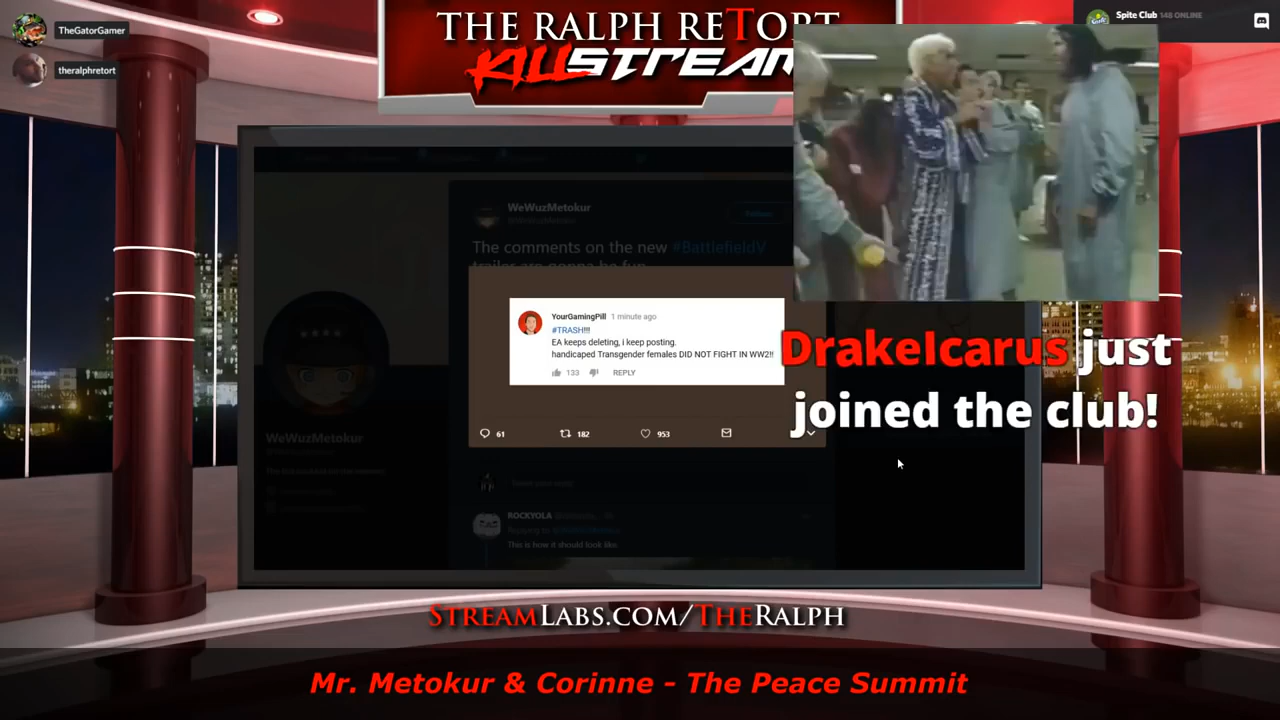 TheGatorGamer
theralphretort
THE RALPH RETORT
KILLSTREAM
Spite Club 148 ONLINE
WeWuzMetokur
The comments on the new #BattlefieldV
trailer are gonna be fun
YourGamingPill 1 minute ago
#TRASH!!!
EA keeps deleting, i keep posting.
handicaped Transgender females DID NOT FIGHT IN WW2!!
133 REPLY
61 182 953
WeWuzMetokur
ROCKYOLA
This is how it should look like.
DrakeIcarus just
joined the club!
STREAMLABS.COM/THERALPH
Mr. Metokur & Corinne - The Peace Summit